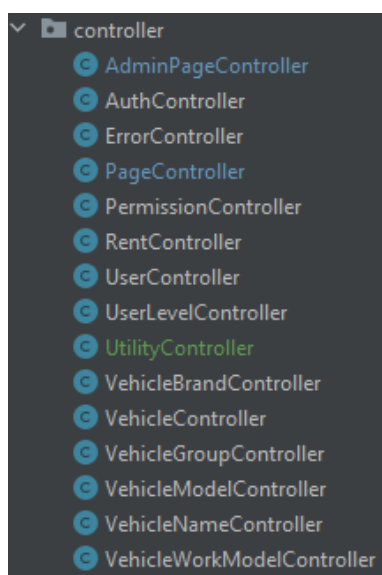 controller
AdminPageController
AuthController
ErrorController
PageController
PermissionController
RentController
UserController
UserLevelController
UtilityController
VehicleBrandController
VehicleController
VehicleGroupController
VehicleModelController
VehicleNameController
VehicleWorkModelController